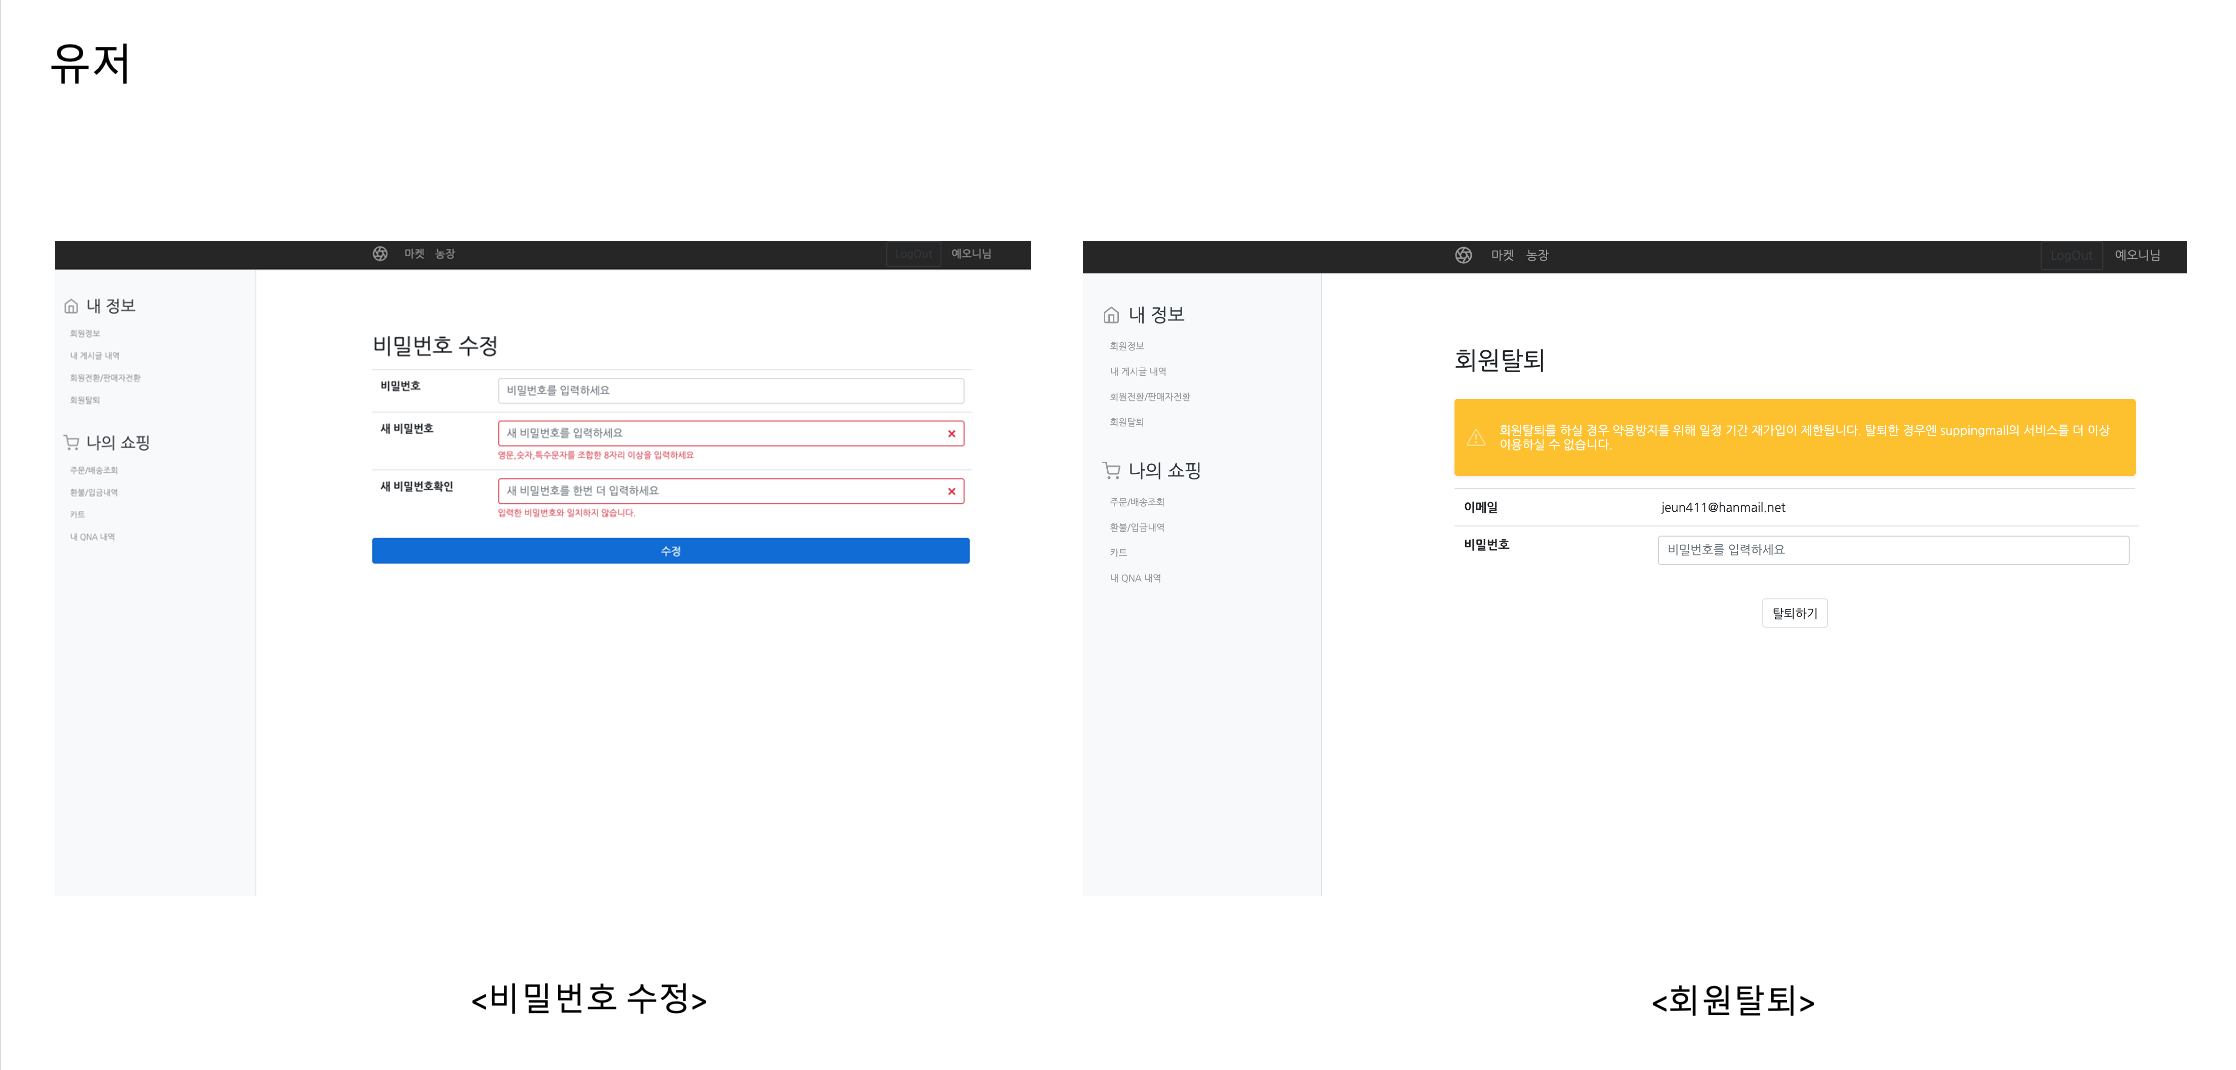 유저
마켓 농장 LogOut 예오니님
내 정보
회원정보
내 게시글 내역
회원전환/판매자전환
회원탈퇴
나의 쇼핑
주문/배송조회
환불/입금내역
카트
내 QNA 내역
비밀번호 수정
비밀번호 비밀번호를 입력하세요
새 비밀번호 새 비밀번호를 입력하세요
영문,숫자,특수문자를 조합한 8자리 이상을 입력하세요
새 비밀번호확인 새 비밀번호를 한번 더 입력하세요
입력한 비밀번호와 일치하지 않습니다.
수정
<비밀번호 수정>
마켓 농장 LogOut 예오니님
내 정보
회원정보
내 게시글 내역
회원전환/판매자전환
회원탈퇴
나의 쇼핑
주문/배송조회
환불/입금내역
카트
내 QNA 내역
회원탈퇴
회원탈퇴를 하실 경우 악용방지를 위해 일정 기간 재가입이 제한됩니다. 탈퇴한 경우엔 suppingmall의 서비스를 더 이상
이용하실 수 없습니다.
이메일 jeun411@hanmail.net
비밀번호 비밀번호를 입력하세요
탈퇴하기
<회원탈퇴>